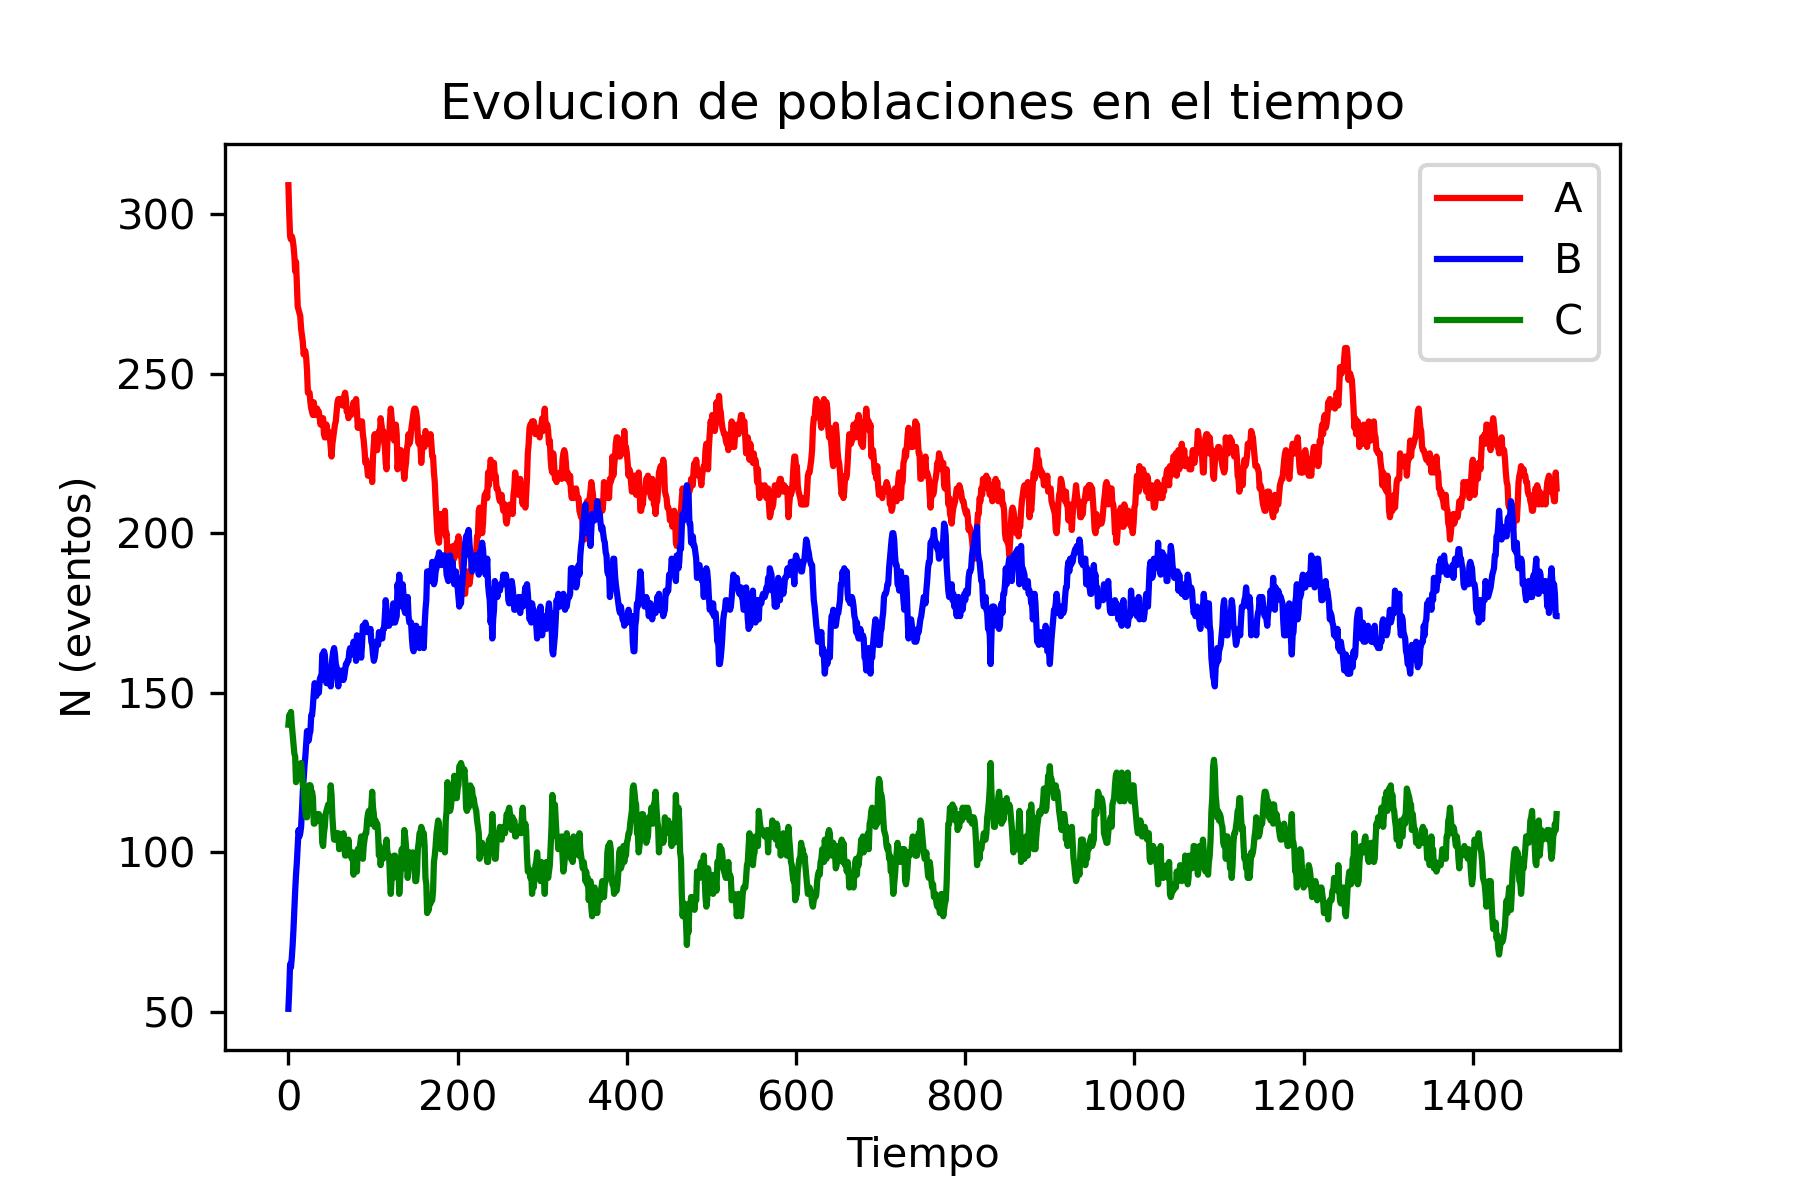 Evolucion de poblaciones en el tiempo
A
B
C
300
250
200
150
100
50
N (eventos)
0 200 400 600 800 1000 1200 1400
Tiempo